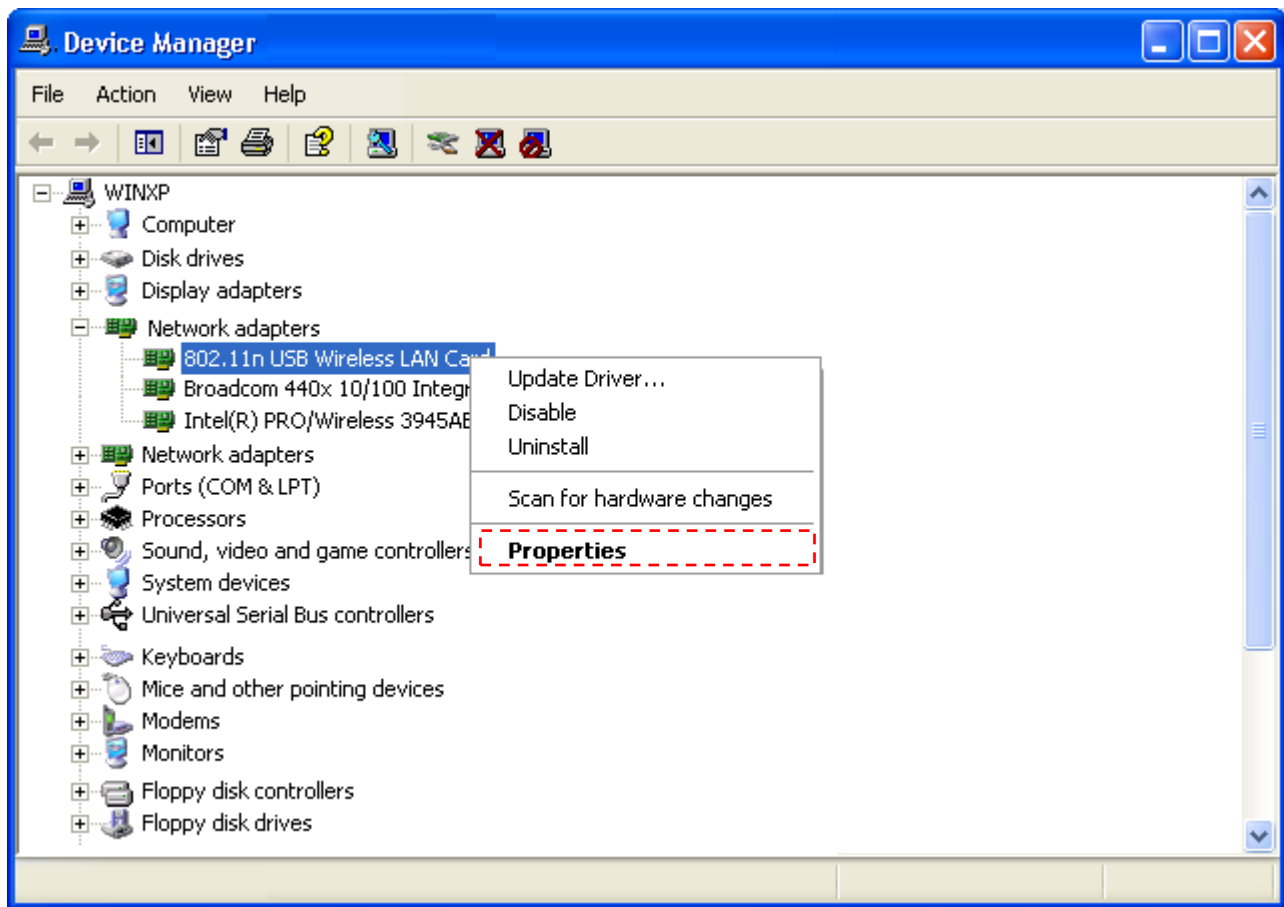 Device Manager
File Action View Help
WINXP
Computer
Disk drives
Display adapters
Network adapters
802.11n USB Wireless LAN Card
Broadcom 440x 10/100 Integr
Intel(R) PRO/Wireless 3945AB
Update Driver...
Disable
Uninstall
Scan for hardware changes
Properties
Network adapters
Ports (COM & LPT)
Processors
Sound, video and game controllers
System devices
Universal Serial Bus controllers
Keyboards
Mice and other pointing devices
Modems
Monitors
Floppy disk controllers
Floppy disk drives